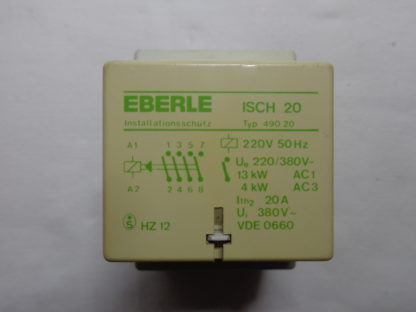 EBERLE ISCH 20
Installationsschütz Typ 490 20
220V 50Hz
A1 1 3 5 7
Ue 220/380V~
13 kW AC1
4 kW AC3
A2 2 4 6 8
Ith2 20A
Ui 380V~
S HZ 12
VDE 0660